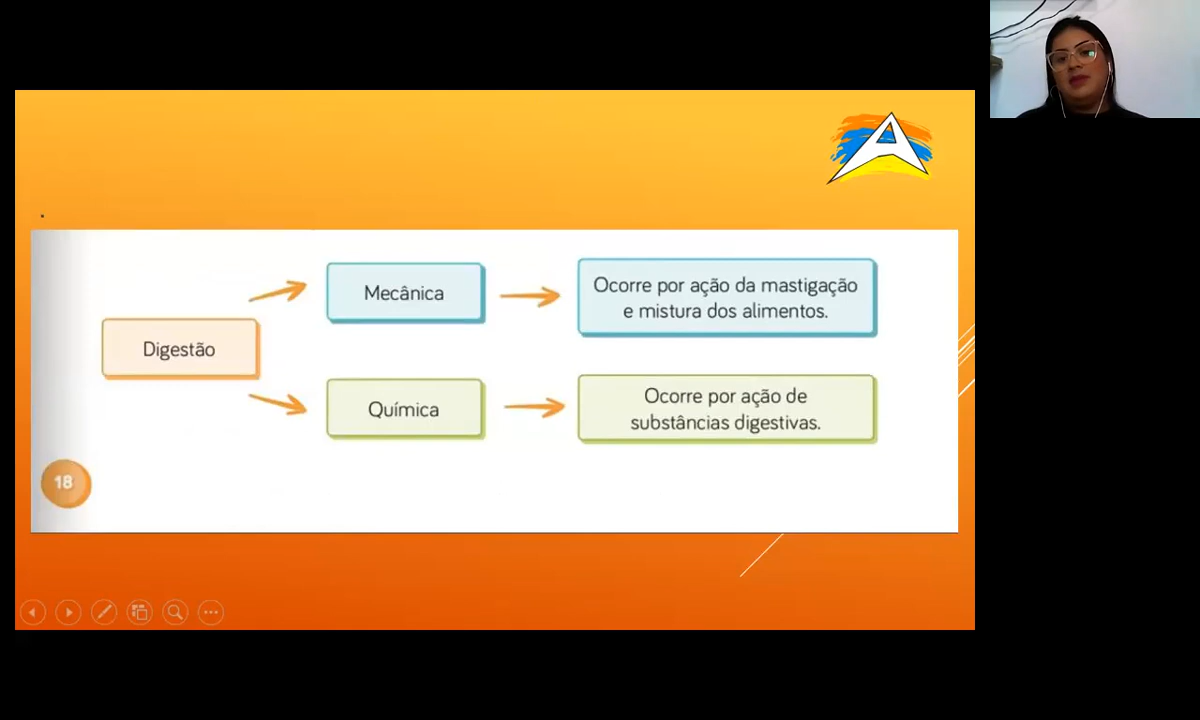 Digestão
Mecânica
Ocorre por ação da mastigação
e mistura dos alimentos.
Química
Ocorre por ação de
substâncias digestivas.
18